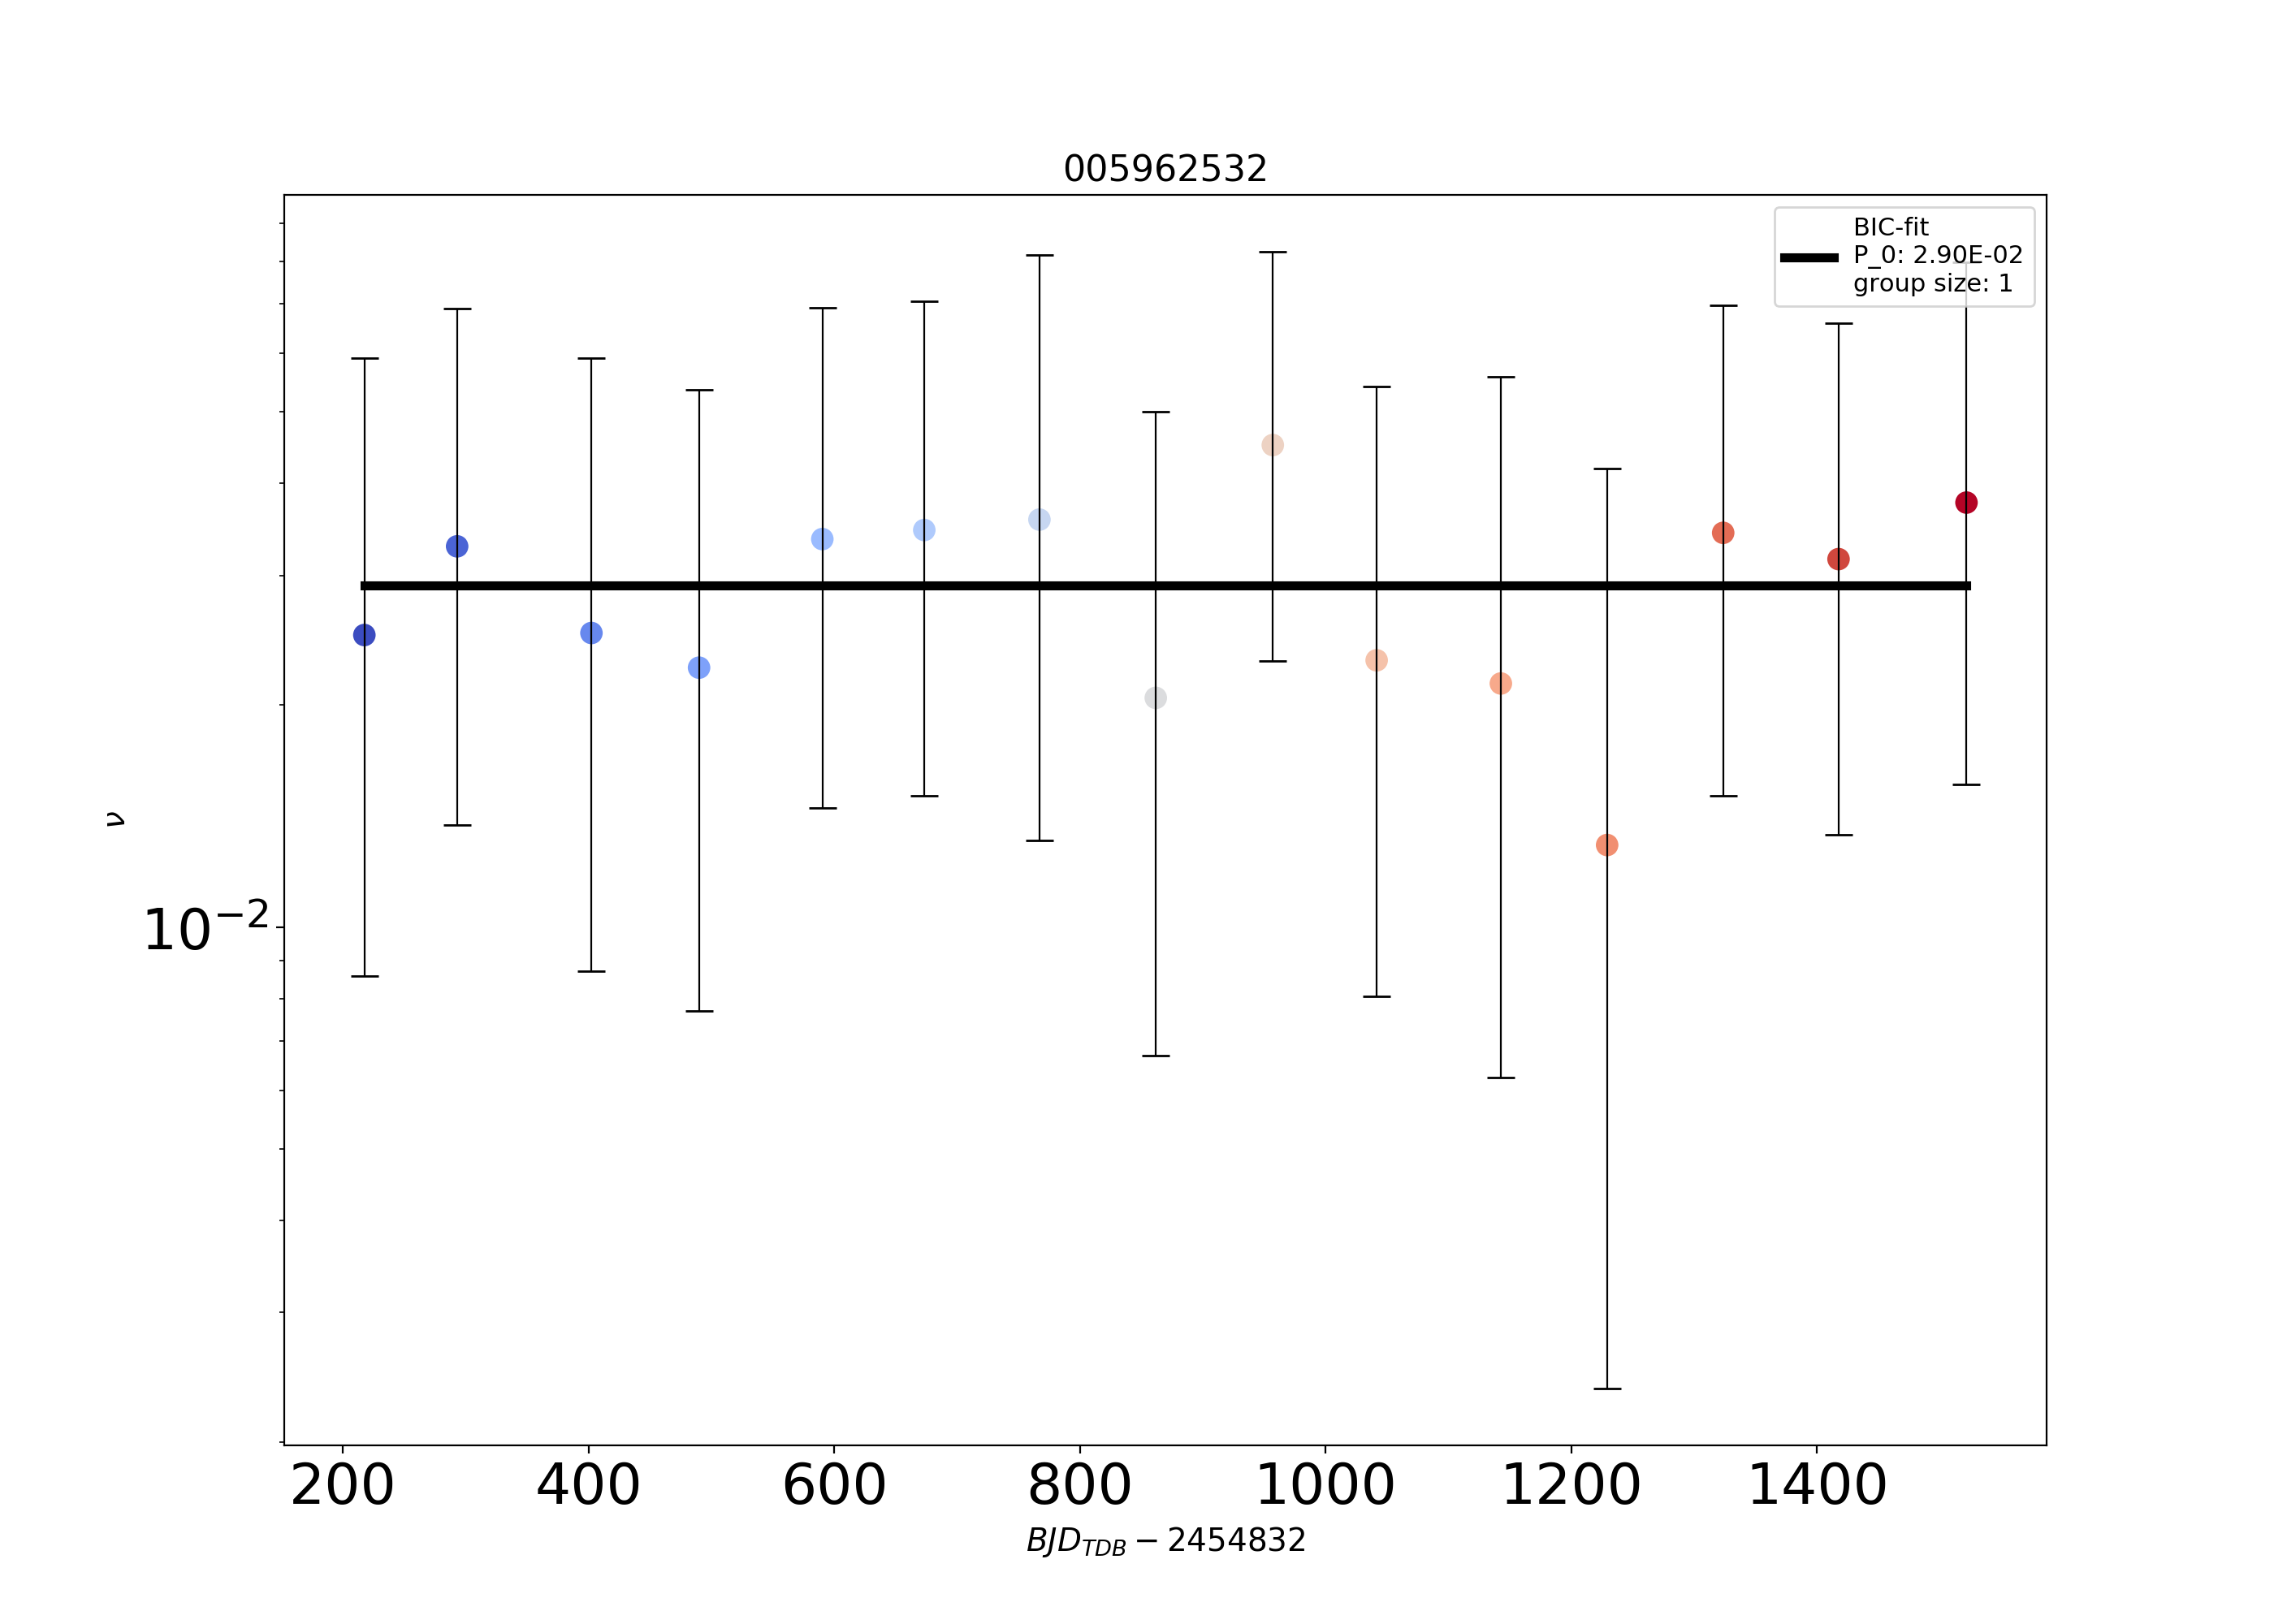 005962532
BIC-fit
P_0: 2.90E-02
group size: 1
ν
10⁻²
200 400 600 800 1000 1200 1400
BJD_TDB − 2454832